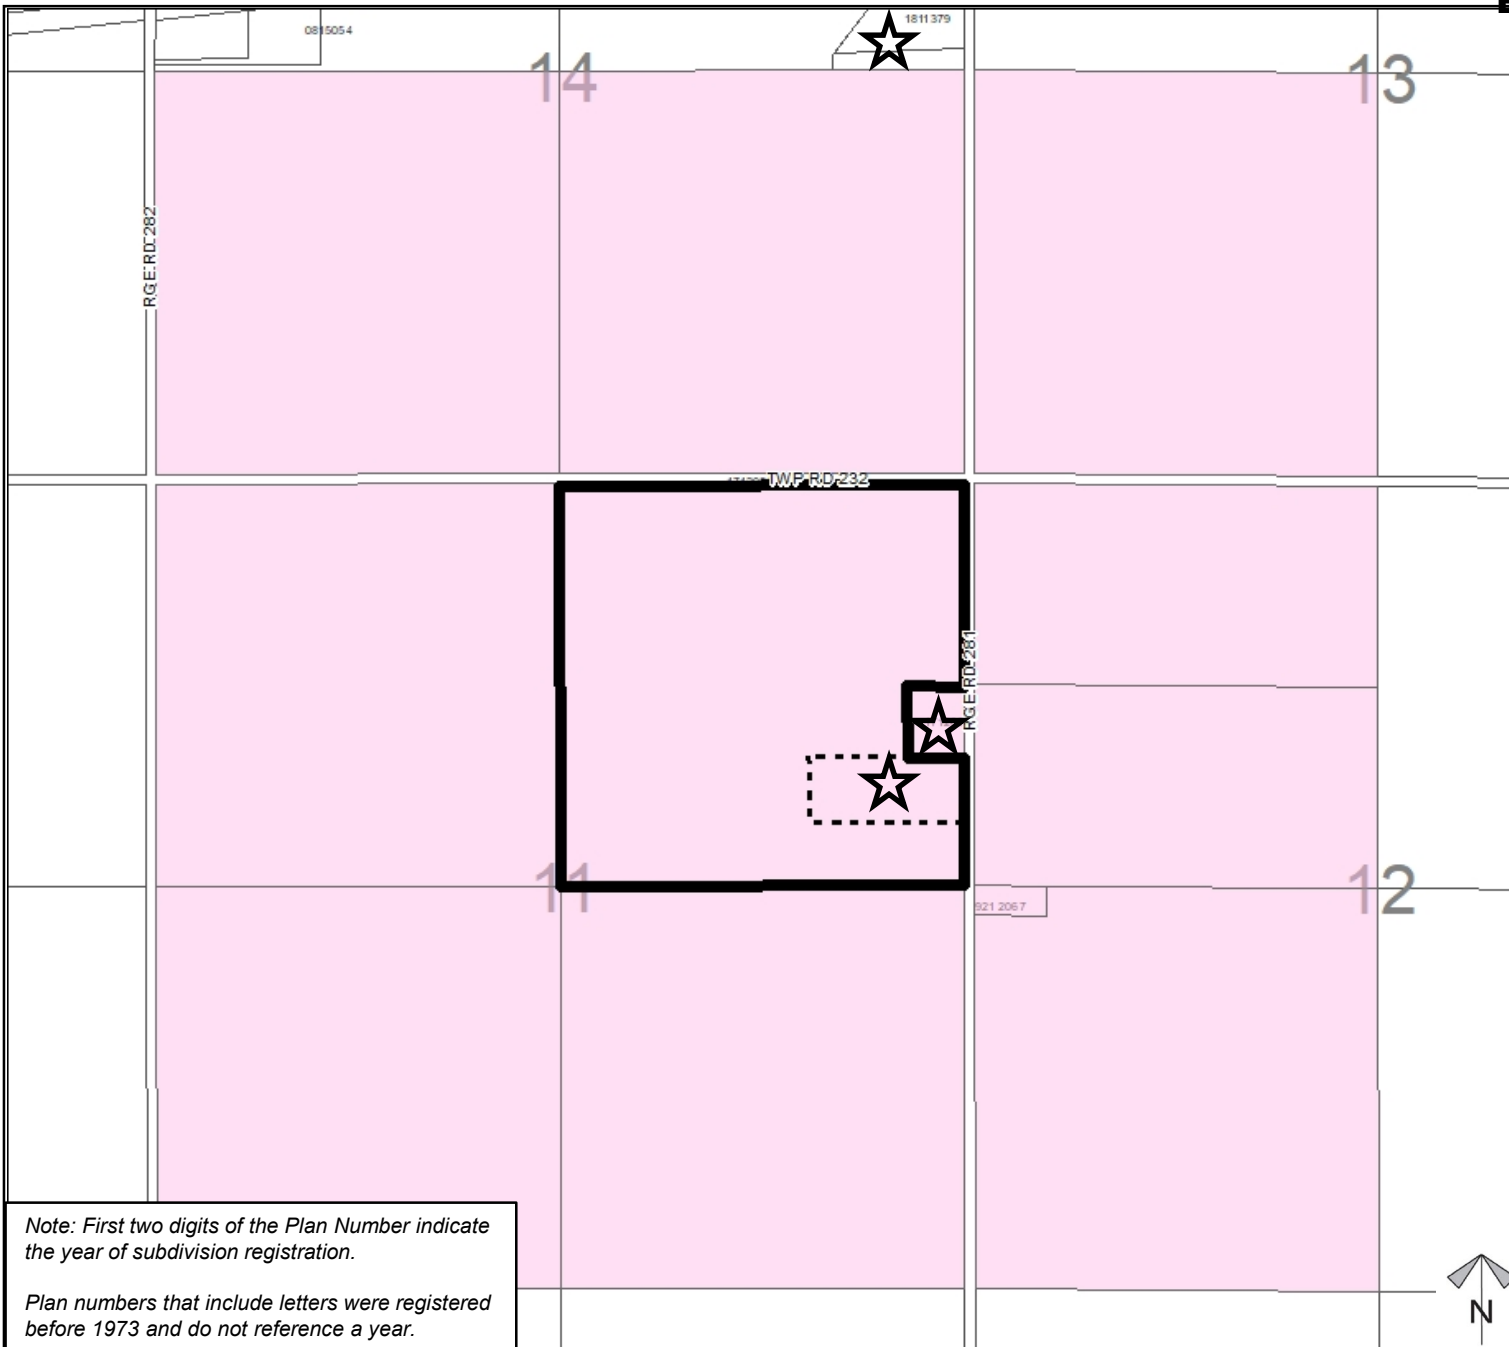 1811379
0815054
14
13
RGE RD 282
TWP RD 232
RGE RD 281
11
12
921 2067
Note: First two digits of the Plan Number indicate
the year of subdivision registration.
Plan numbers that include letters were registered
before 1973 and do not reference a year.
N